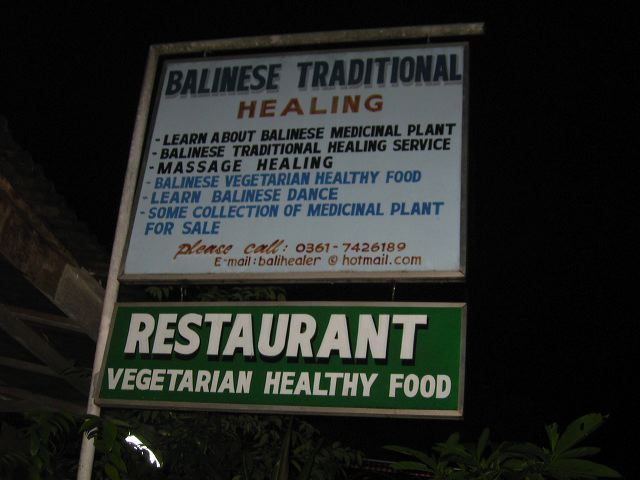 BALINESE TRADITIONAL
HEALING
- LEARN ABOUT BALINESE MEDICINAL PLANT
- BALINESE TRADITIONAL HEALING SERVICE
- MASSAGE HEALING
- BALINESE VEGETARIAN HEALTHY FOOD
- LEARN BALINESE DANCE
- SOME COLLECTION OF MEDICINAL PLANT
FOR SALE
please call: 0361-7426189
E-mail: balihealer @ hotmail.com
RESTAURANT
VEGETARIAN HEALTHY FOOD